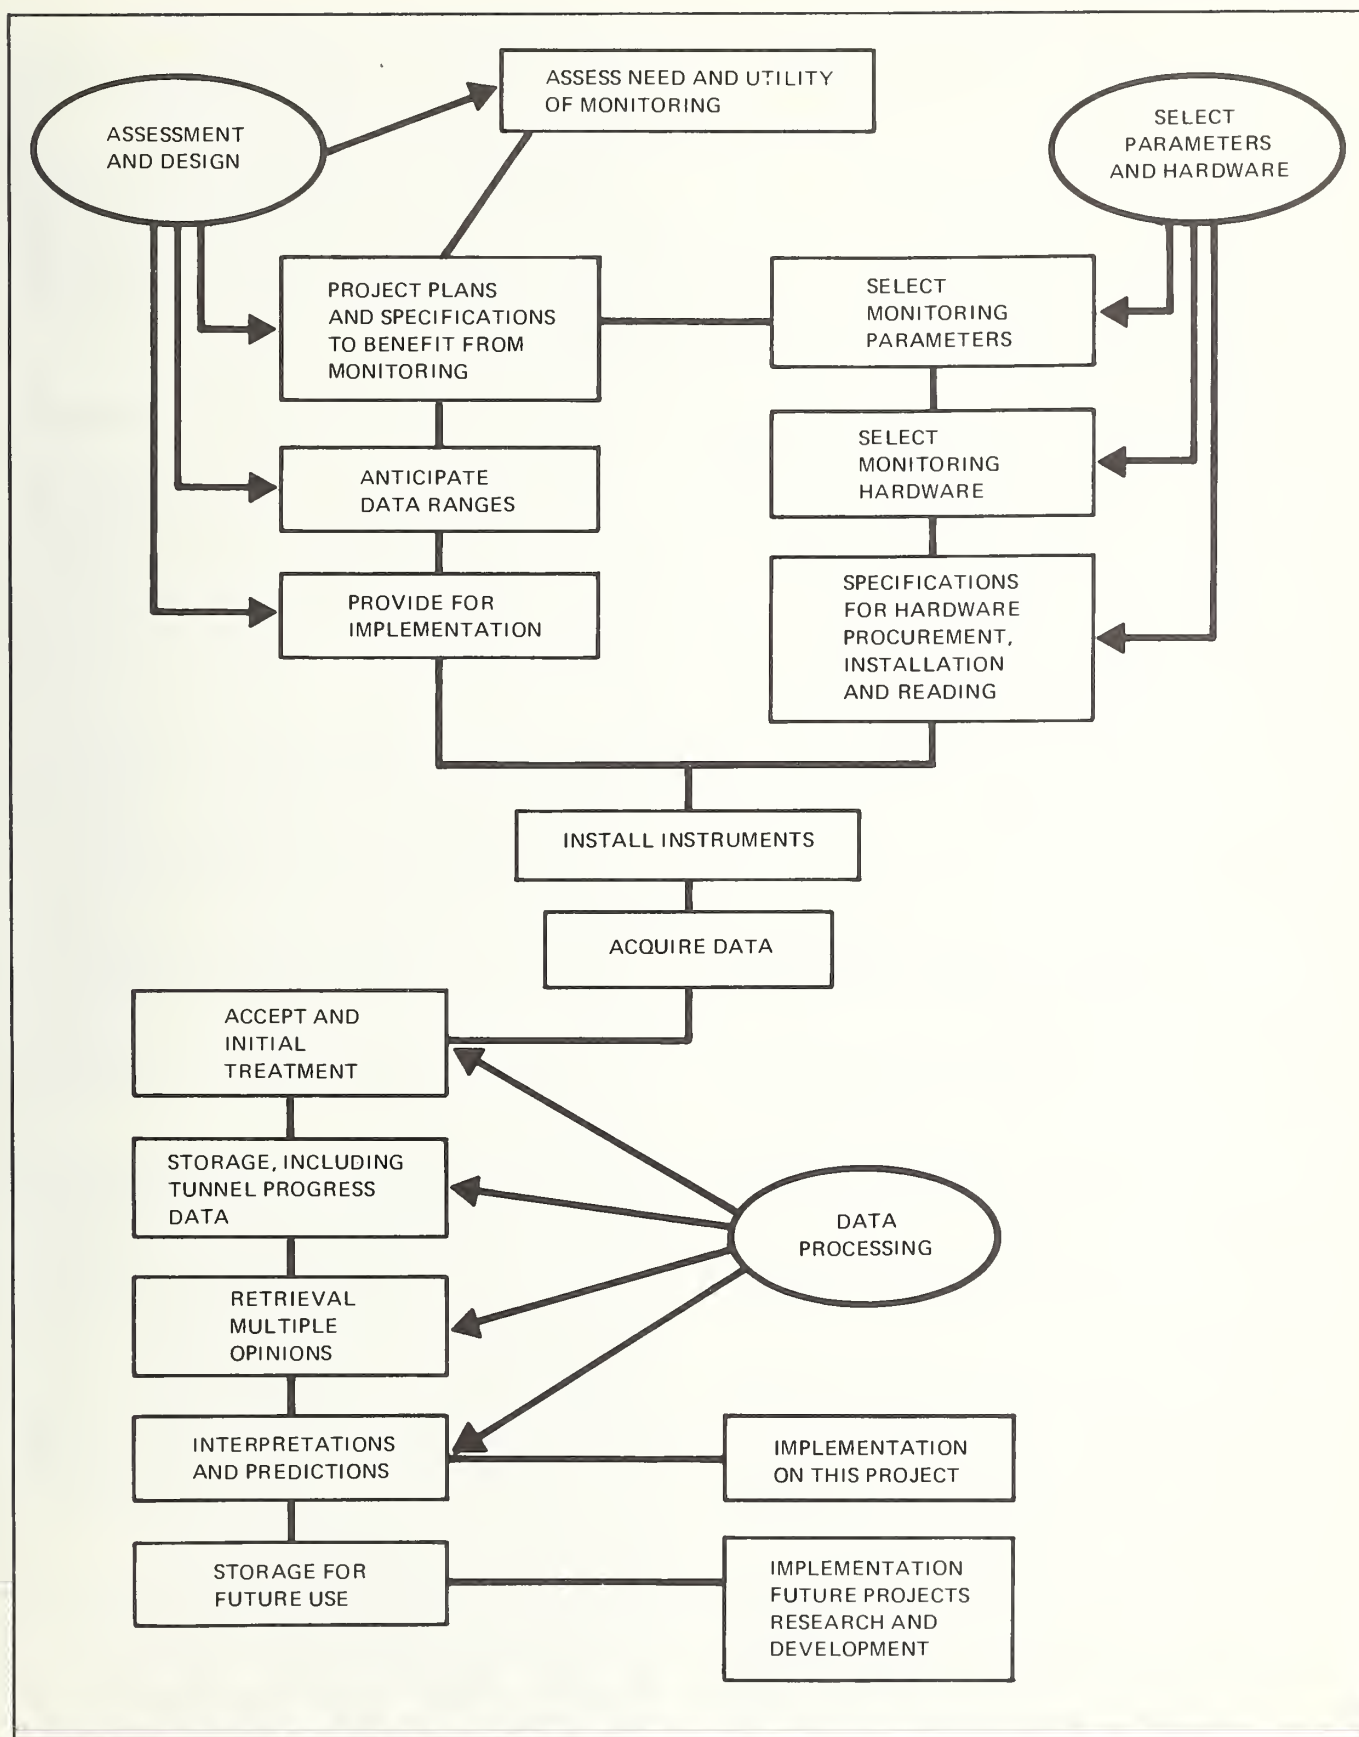 ASSESS NEED AND UTILITY
OF MONITORING
ASSESSMENT
AND DESIGN
SELECT
PARAMETERS
AND HARDWARE
PROJECT PLANS
AND SPECIFICATIONS
TO BENEFIT FROM
MONITORING
SELECT
MONITORING
PARAMETERS
ANTICIPATE
DATA RANGES
SELECT
MONITORING
HARDWARE
PROVIDE FOR
IMPLEMENTATION
SPECIFICATIONS
FOR HARDWARE
PROCUREMENT,
INSTALLATION
AND READING
INSTALL INSTRUMENTS
ACQUIRE DATA
ACCEPT AND
INITIAL
TREATMENT
STORAGE, INCLUDING
TUNNEL PROGRESS
DATA
DATA
PROCESSING
RETRIEVAL
MULTIPLE
OPINIONS
INTERPRETATIONS
AND PREDICTIONS
IMPLEMENTATION
ON THIS PROJECT
STORAGE FOR
FUTURE USE
IMPLEMENTATION
FUTURE PROJECTS
RESEARCH AND
DEVELOPMENT